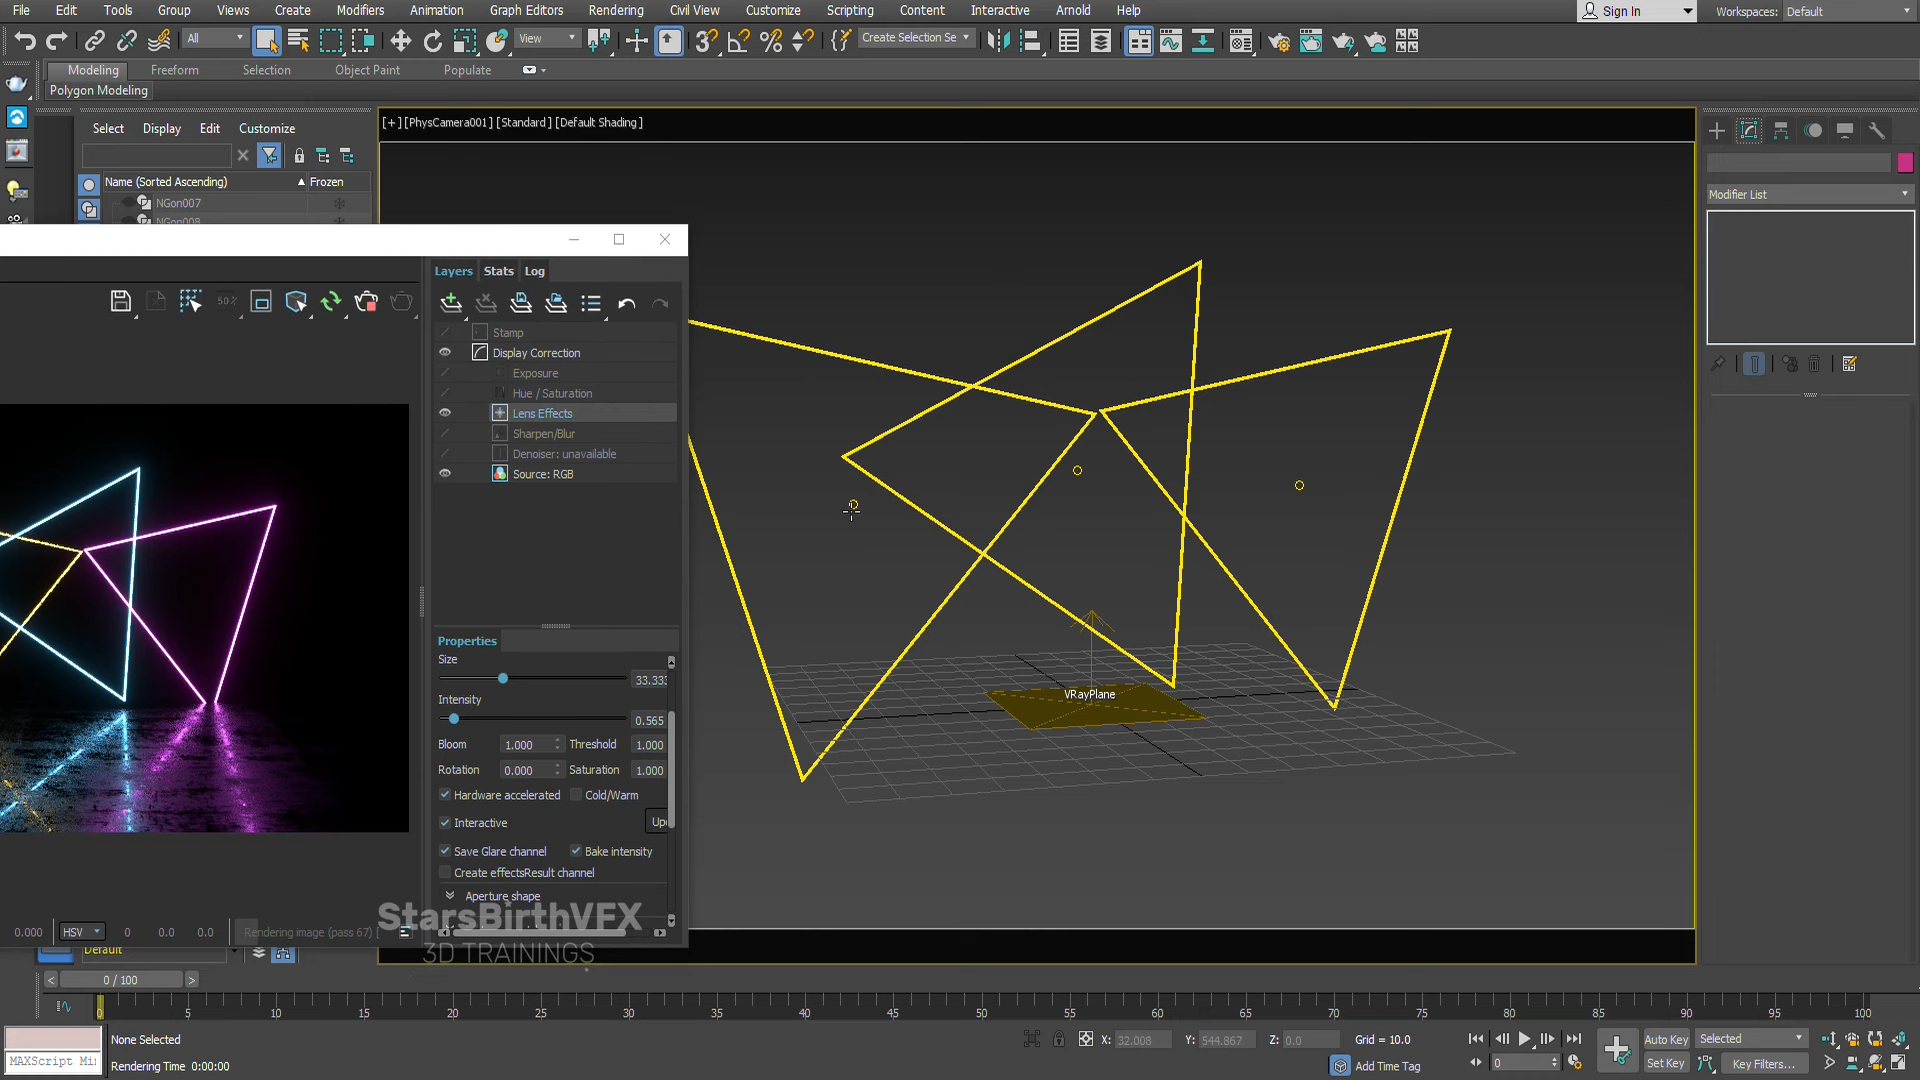 File Edit Tools Group Views Create Modifiers Animation Graph Editors Rendering Civil View Customize Scripting Content Interactive Arnold Help Sign In Workspaces: Default
All View Create Selection Se
Modeling Freeform Selection Object Paint Populate
Polygon Modeling
Select Display Edit Customize
Name (Sorted Ascending) Frozen
NGon007
NGon008
[+] [PhysCamera001] [Standard] [Default Shading]
Modifier List
Layers Stats Log
50%
Stamp
Display Correction
Exposure
Hue / Saturation
Lens Effects
Sharpen/Blur
Denoiser: unavailable
Source: RGB
Properties
Size
33.333
Intensity
0.565
Bloom 1.000 Threshold 1.000
Rotation 0.000 Saturation 1.000
Hardware accelerated Cold/Warm
Interactive
Save Glare channel Bake intensity
Create effectsResult channel
Aperture shape
0.000 HSV 0 0.0 0.0 Rendering image (pass 67) [
VRayPlane
StarsBirthVFX
3D TRAININGS
Default
< 0 / 100 >
0 5 10 15 20 25 30 35 40 45 50 55 60 65 70 75 80 85 90 95 100
None Selected X: 32.008 Y: 544.867 Z: 0.0 Grid = 10.0 Auto Key Selected
MAXScript Mi Rendering Time 0:00:00 Add Time Tag 0 Set Key Key Filters...